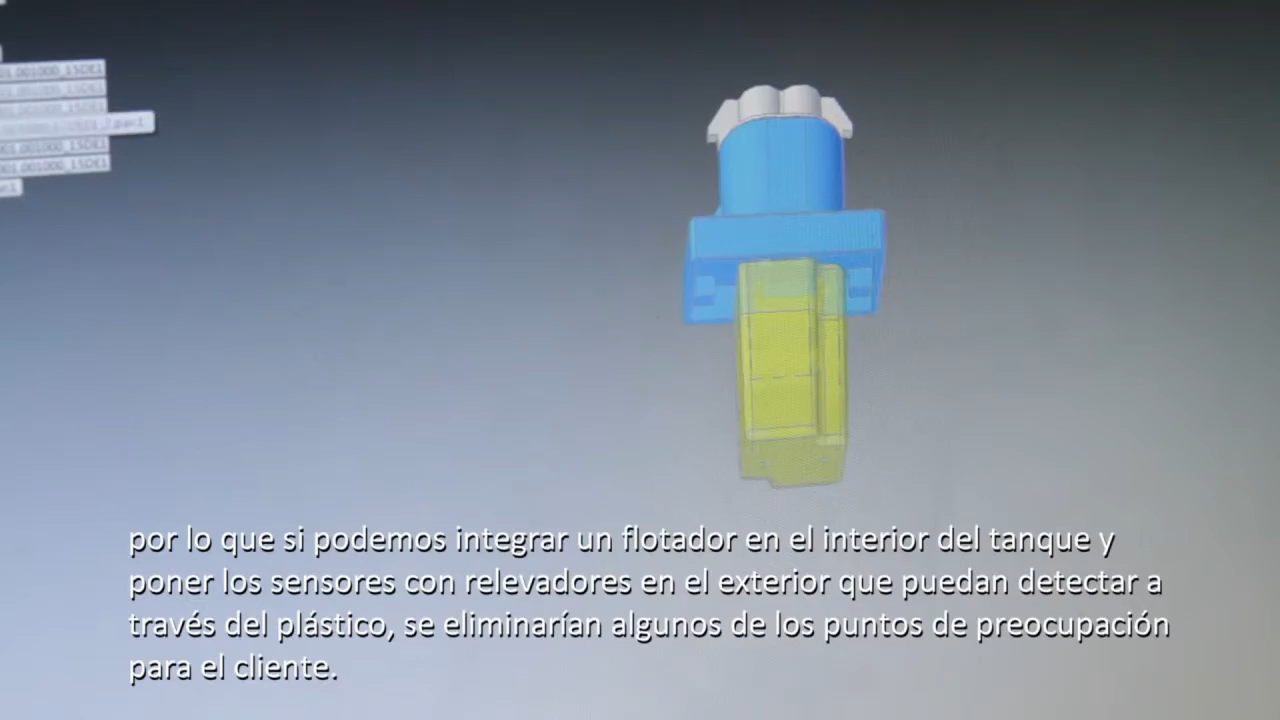 por lo que si podemos integrar un flotador en el interior del tanque y
poner los sensores con relevadores en el exterior que puedan detectar a
través del plástico, se eliminarían algunos de los puntos de preocupación
para el cliente.